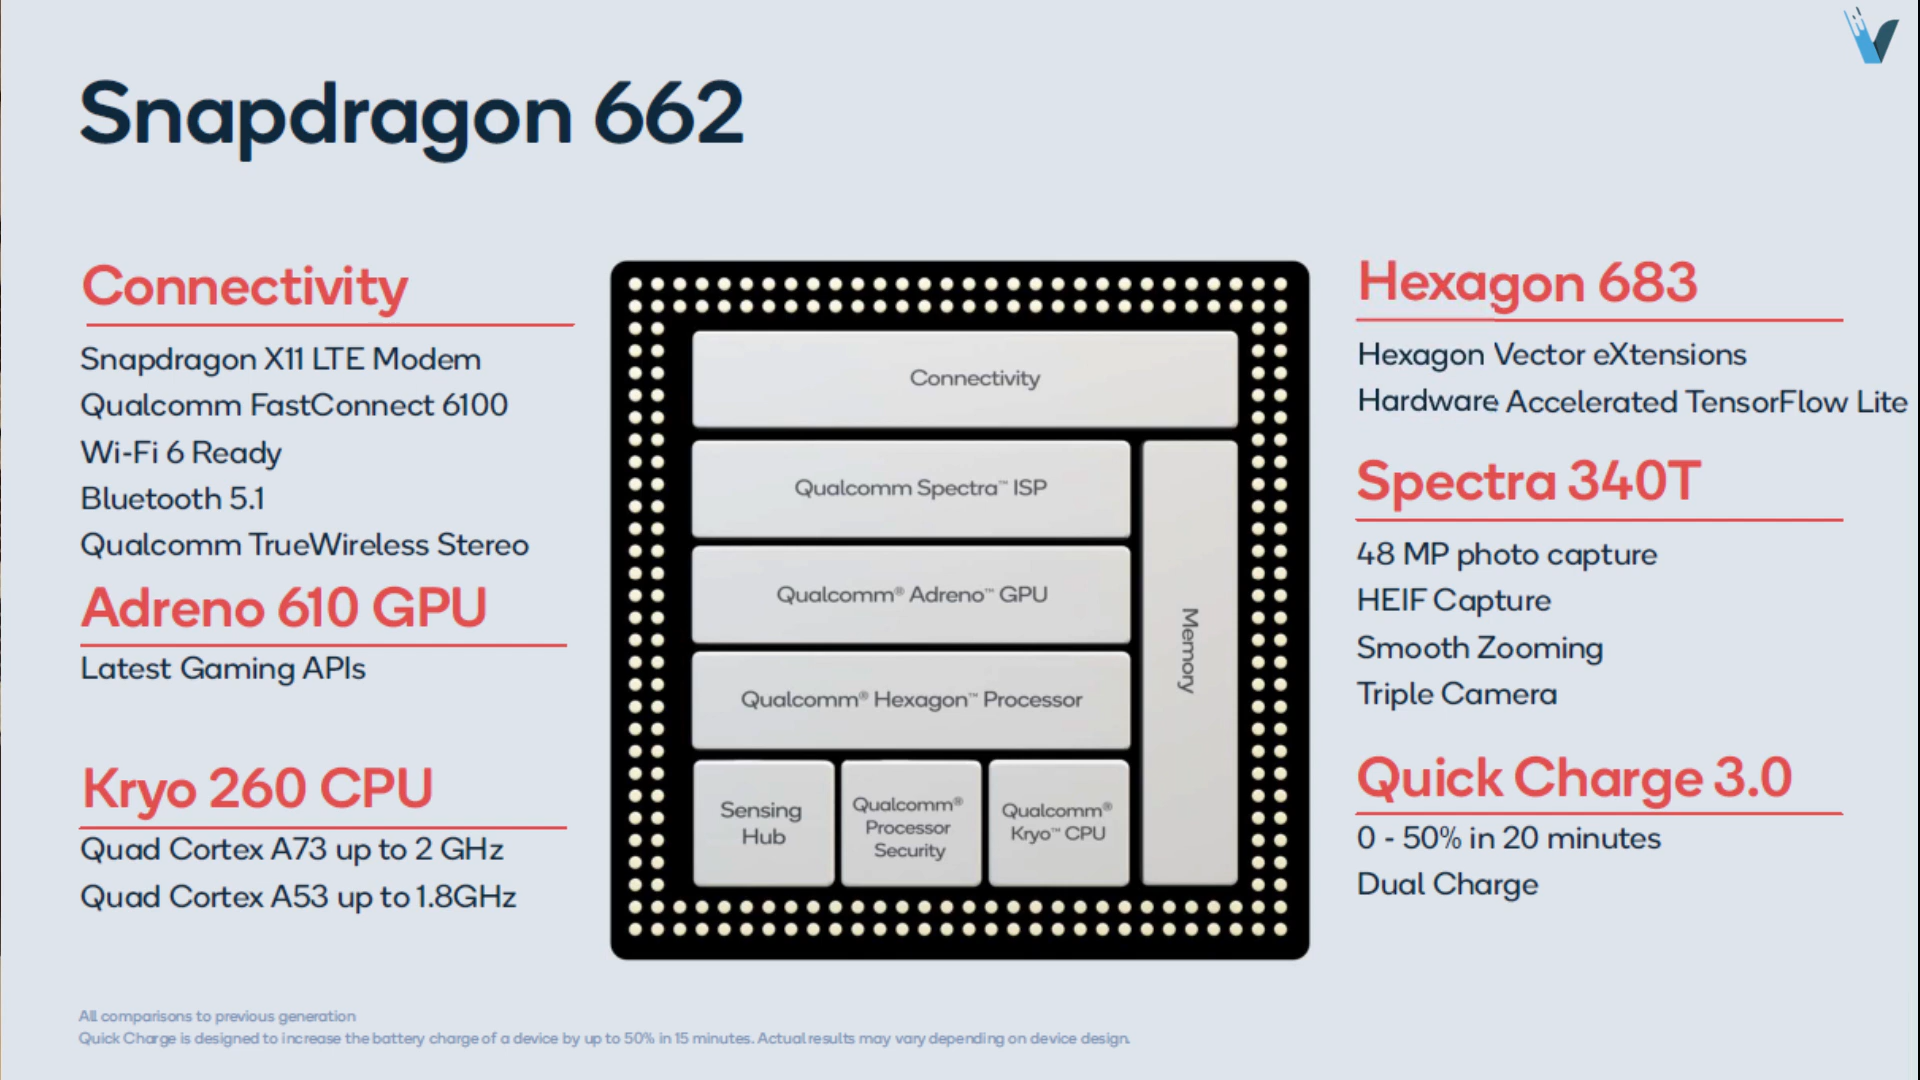 Snapdragon 662
Connectivity
Snapdragon X11 LTE Modem
Qualcomm FastConnect 6100
Wi-Fi 6 Ready
Bluetooth 5.1
Qualcomm TrueWireless Stereo
Adreno 610 GPU
Latest Gaming APIs
Kryo 260 CPU
Quad Cortex A73 up to 2 GHz
Quad Cortex A53 up to 1.8GHz
Connectivity
Qualcomm Spectra™ ISP
Qualcomm® Adreno™ GPU
Qualcomm® Hexagon™ Processor
Sensing
Hub
Qualcomm®
Processor
Security
Qualcomm®
Kryo™ CPU
Memory
Hexagon 683
Hexagon Vector eXtensions
Hardware Accelerated TensorFlow Lite
Spectra 340T
48 MP photo capture
HEIF Capture
Smooth Zooming
Triple Camera
Quick Charge 3.0
0 - 50% in 20 minutes
Dual Charge
All comparisons to previous generation
Quick Charge is designed to increase the battery charge of a device by up to 50% in 15 minutes. Actual results may vary depending on device design.